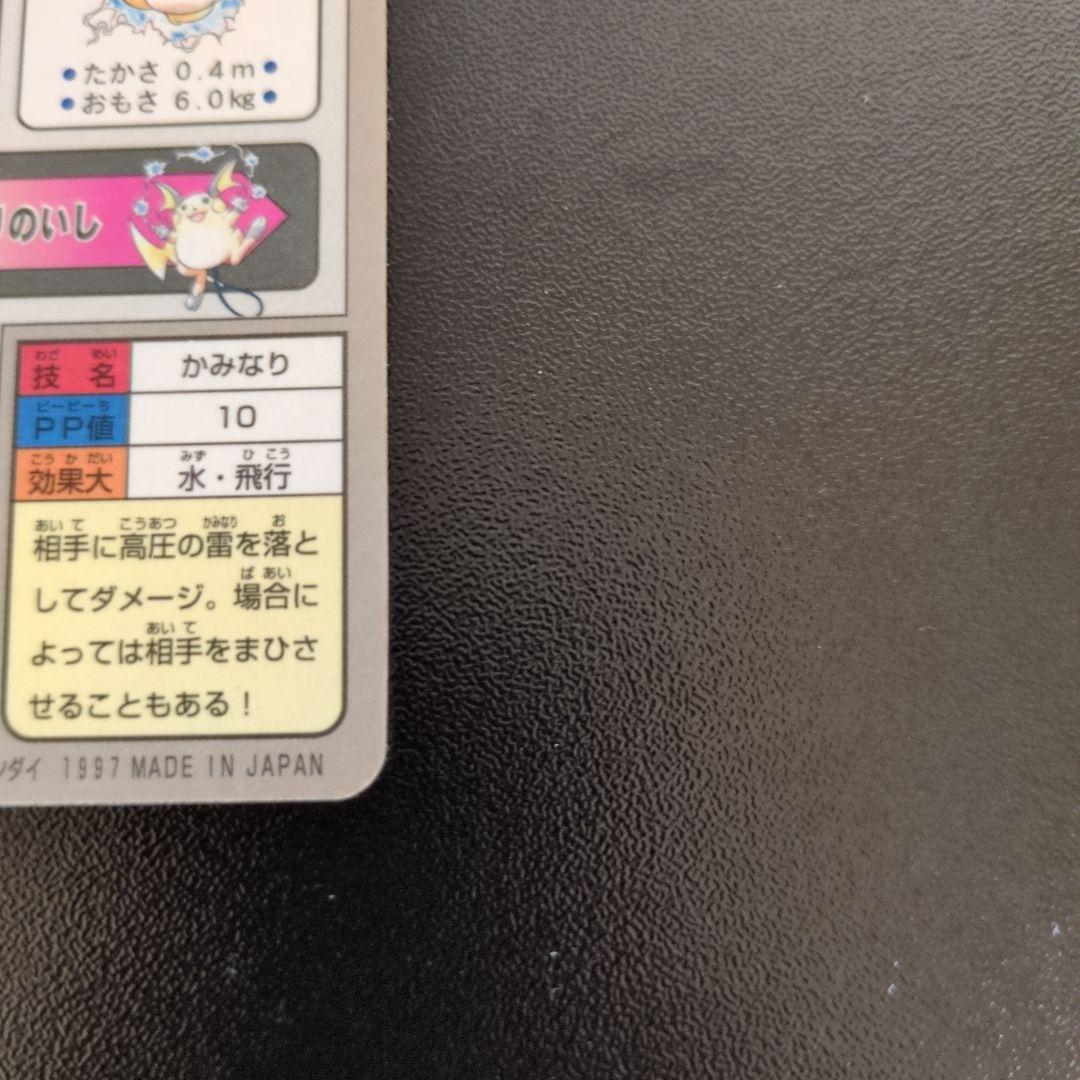 たかさ 0.4m
おもさ 6.0kg
のいし
わざ めい
技名 かみなり
ピーピーち
PP値 10
こうかだい みず ひこう
効果大 水・飛行
あいて こうあつ かみなり お
相手に高圧の雷を落と
ば あい
してダメージ。場合に
あいて
よっては相手をまひさ
せることもある!
ダイ 1997 MADE IN JAPAN